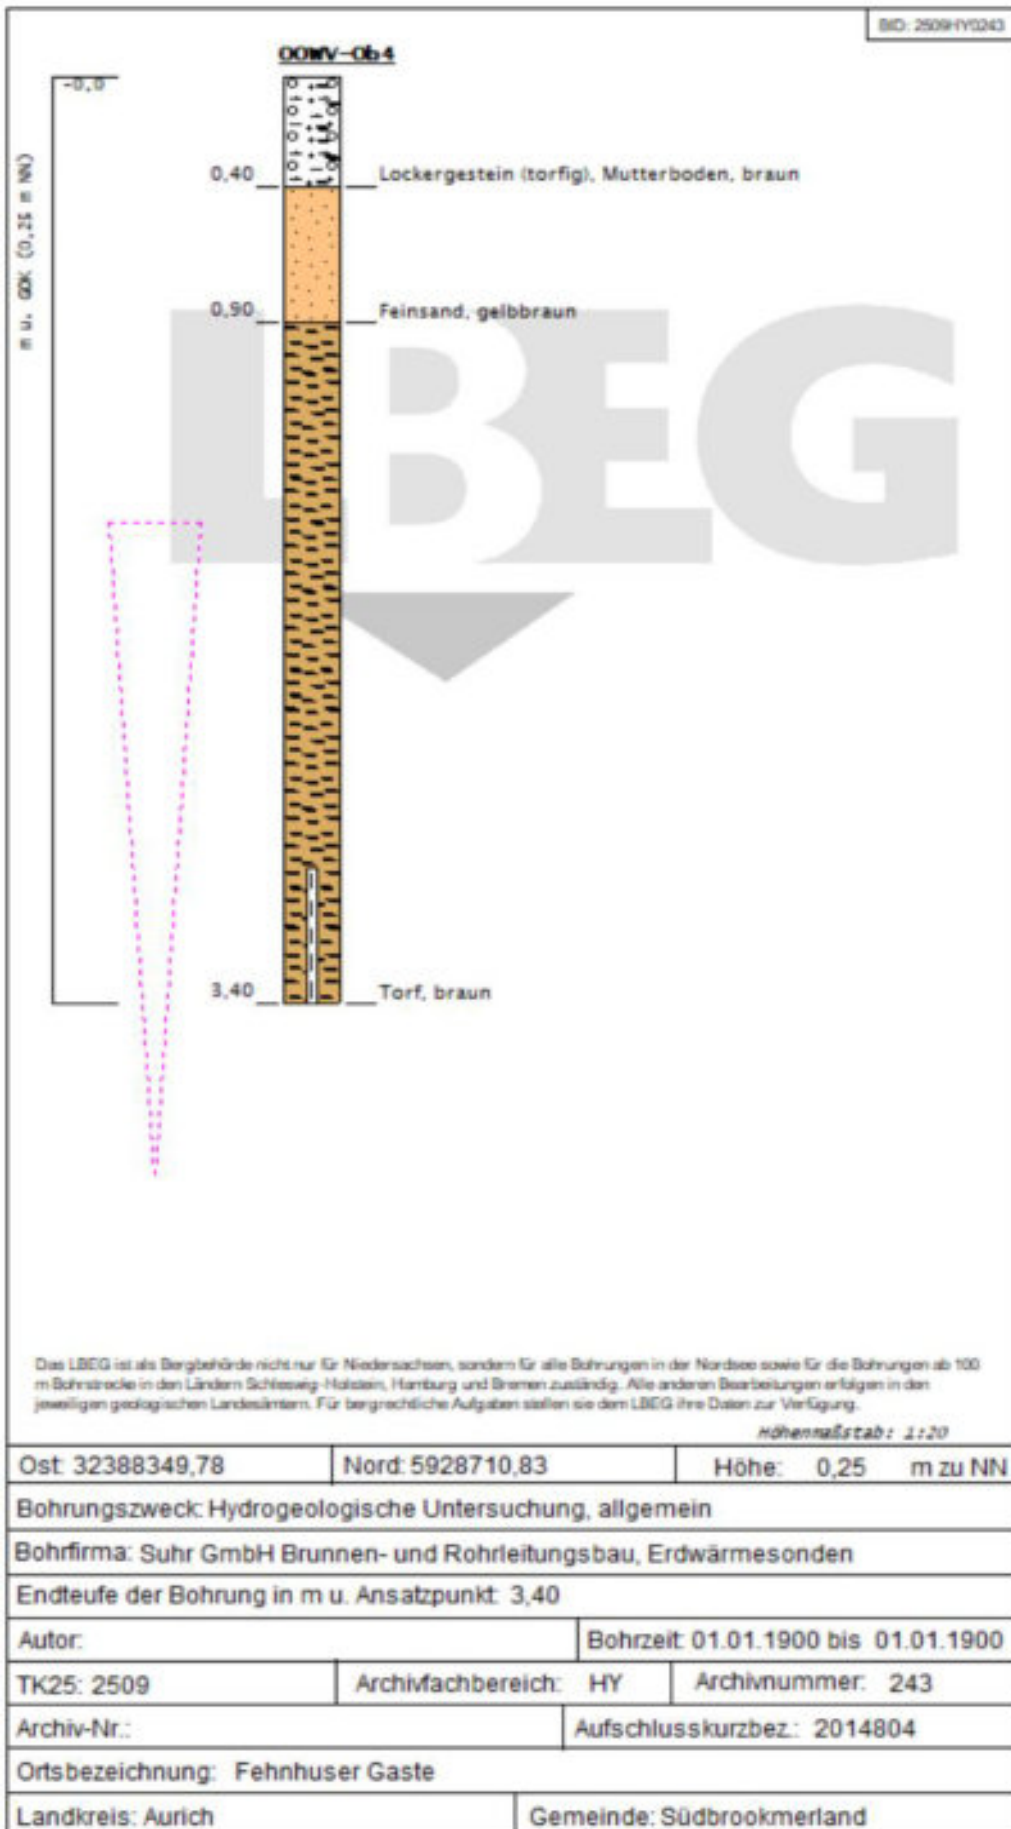 BID: 2509HY0243
OOWV-Ob4
-0,0
m u. GOK (0,25 m NN)
0,40
Lockergestein (torfig), Mutterboden, braun
0,90
Feinsand, gelbbraun
LBEG
3,40
Torf, braun
Das LBEG ist als Bergbehörde nicht nur für Niedersachsen, sondern für alle Bohrungen in der Nordsee sowie für die Bohrungen ab 100
m Bohrstrecke in den Ländern Schleswig-Holstein, Hamburg und Bremen zuständig. Alle anderen Bearbeitungen erfolgen in den
jeweiligen geologischen Landesämtern. Für bergrechtliche Aufgaben stellen sie dem LBEG ihre Daten zur Verfügung.
Höhenmaßstab: 1:20
Ost: 32388349,78 Nord: 5928710,83 Höhe: 0,25 m zu NN
Bohrungszweck: Hydrogeologische Untersuchung, allgemein
Bohrfirma: Suhr GmbH Brunnen- und Rohrleitungsbau, Erdwärmesonden
Endteufe der Bohrung in m u. Ansatzpunkt: 3,40
Autor: Bohrzeit: 01.01.1900 bis 01.01.1900
TK25: 2509 Archivfachbereich: HY Archivnummer: 243
Archiv-Nr.: Aufschlusskurzbez.: 2014804
Ortsbezeichnung: Fehnhuser Gaste
Landkreis: Aurich Gemeinde: Südbrookmerland